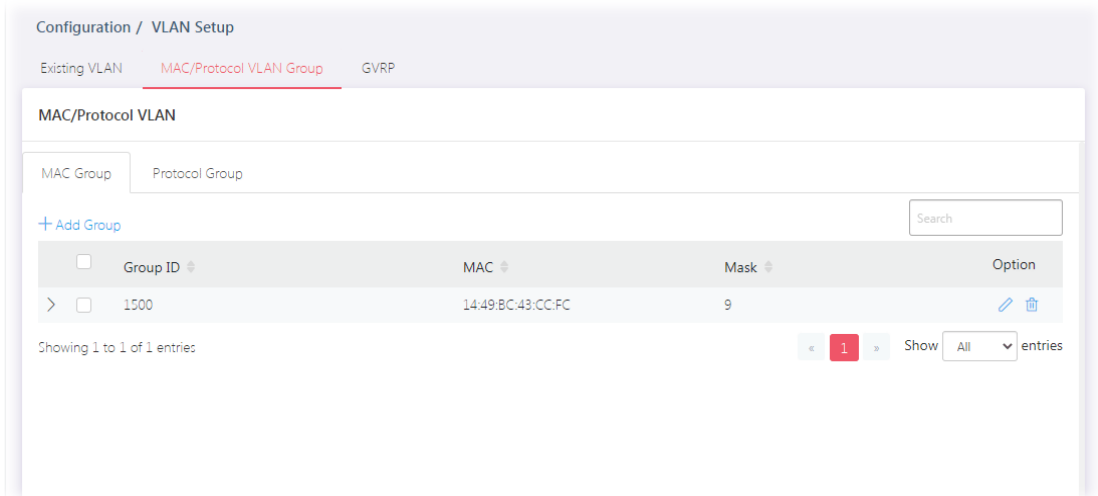 Configuration / VLAN Setup
Existing VLAN MAC/Protocol VLAN Group GVRP
MAC/Protocol VLAN
MAC Group Protocol Group
+ Add Group Search
Group ID MAC Mask Option
1500 14:49:BC:43:CC:FC 9
Showing 1 to 1 of 1 entries « 1 » Show All entries